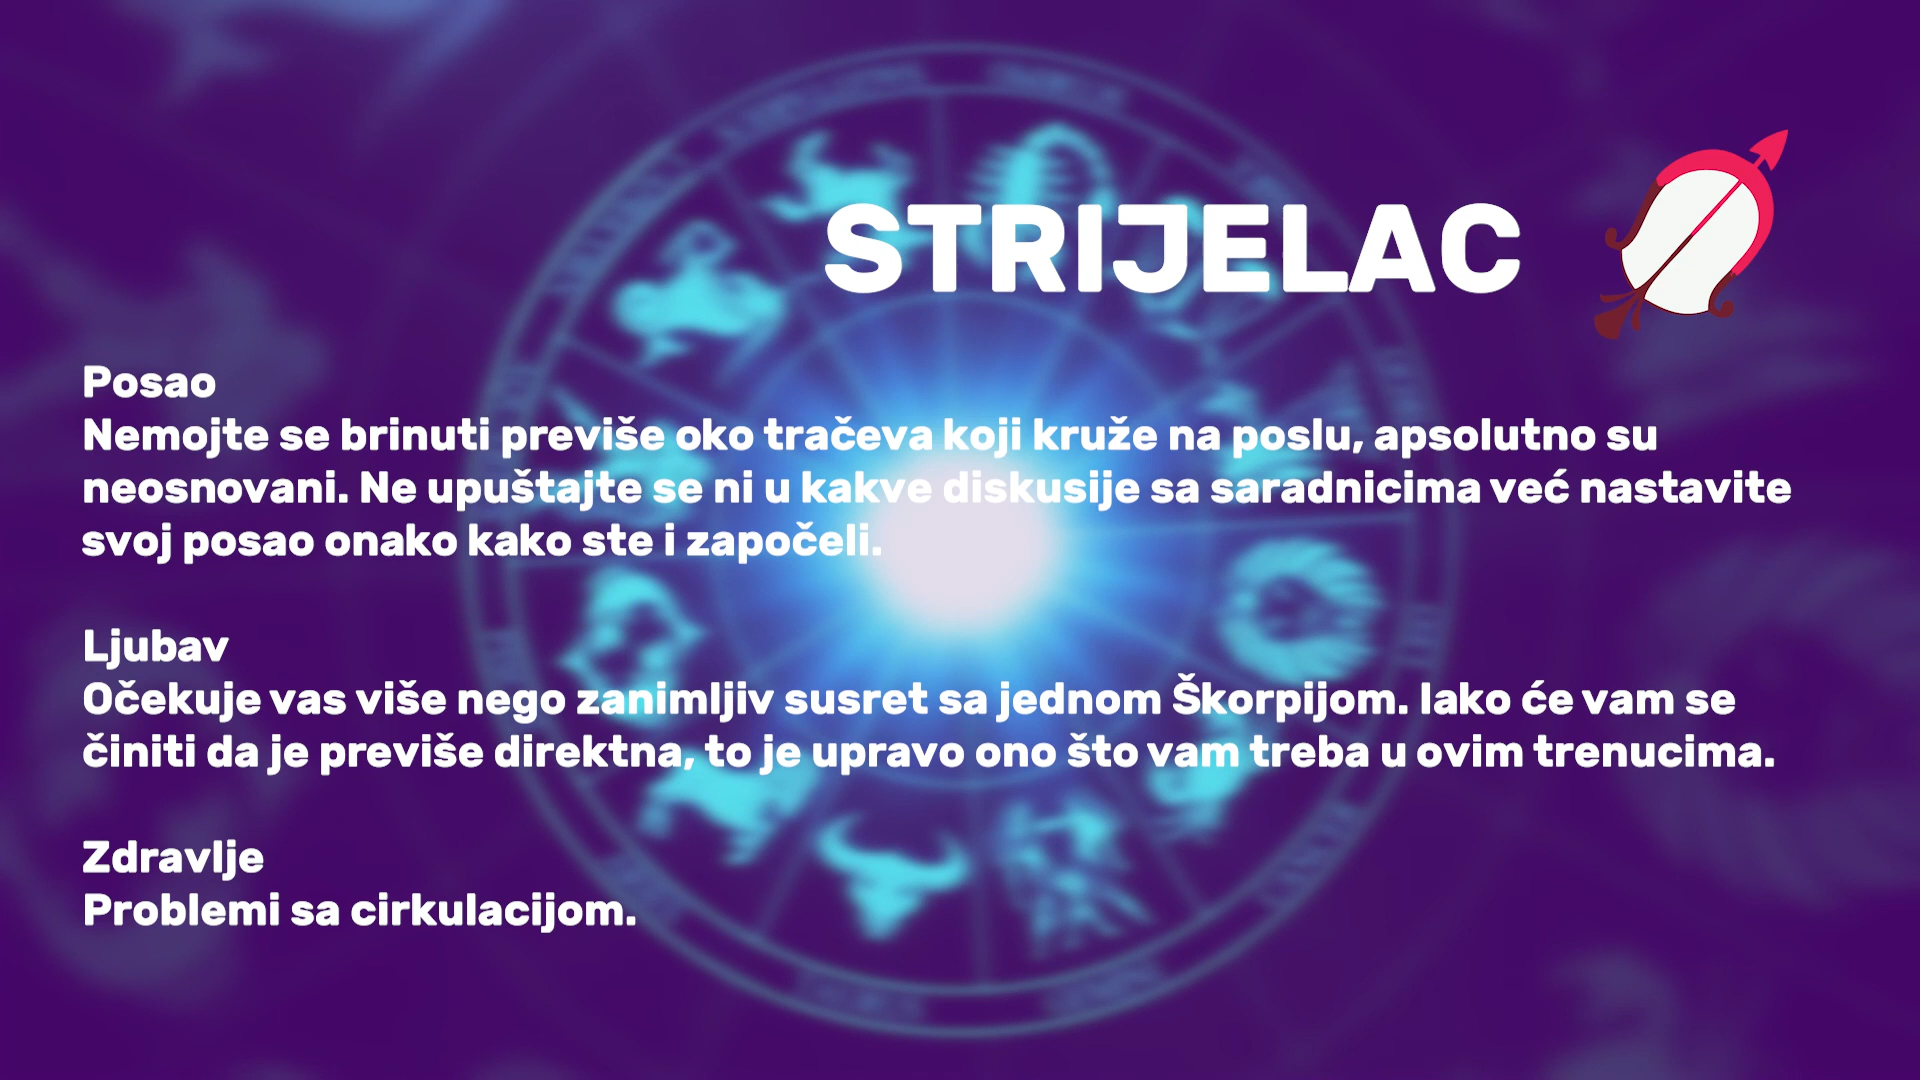 STRIJELAC
Posao
Nemojte se brinuti previše oko tračeva koji kruže na poslu, apsolutno su
neosnovani. Ne upuštajte se ni u kakve diskusije sa saradnicima već nastavite
svoj posao onako kako ste i započeli.
Ljubav
Očekuje vas više nego zanimljiv susret sa jednom Škorpijom. Iako će vam se
činiti da je previše direktna, to je upravo ono što vam treba u ovim trenucima.
Zdravlje
Problemi sa cirkulacijom.